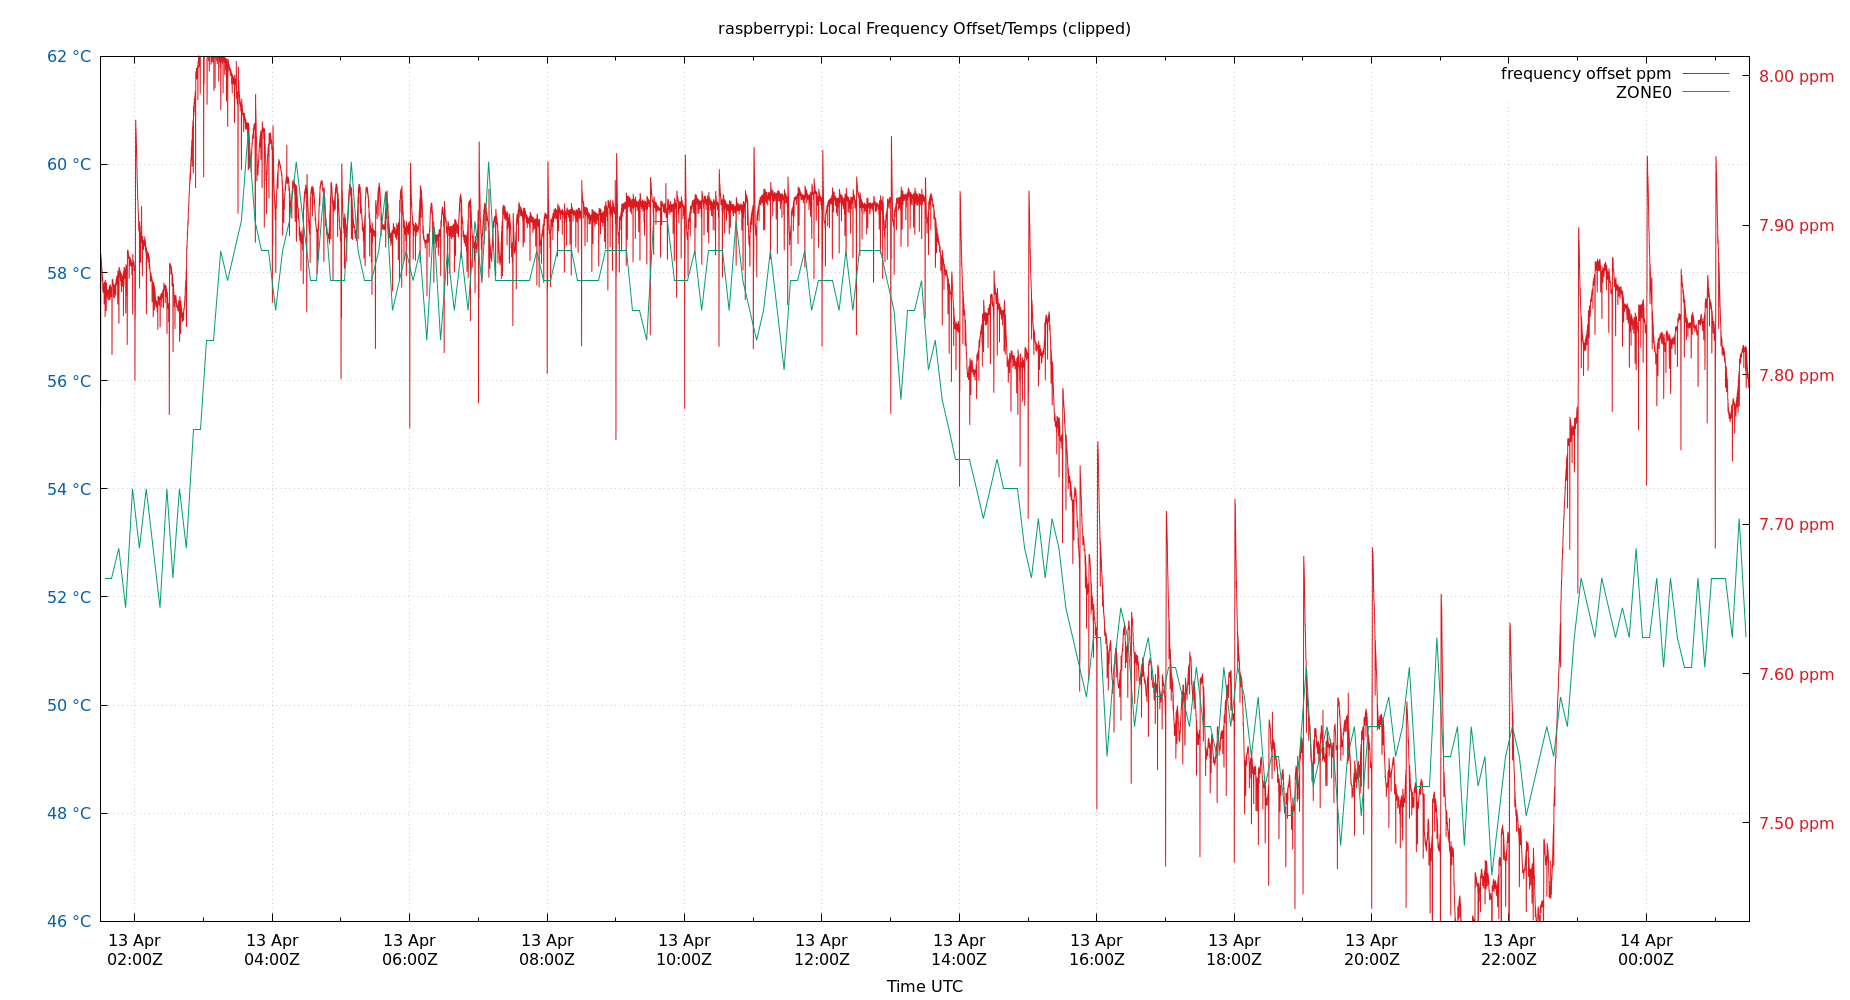 raspberrypi: Local Frequency Offset/Temps (clipped)
frequency offset ppm
ZONE0
62 °C
60 °C
58 °C
56 °C
54 °C
52 °C
50 °C
48 °C
46 °C
8.00 ppm
7.90 ppm
7.80 ppm
7.70 ppm
7.60 ppm
7.50 ppm
13 Apr 13 Apr 13 Apr 13 Apr 13 Apr 13 Apr 13 Apr 13 Apr 13 Apr 13 Apr 13 Apr 14 Apr
02:00Z 04:00Z 06:00Z 08:00Z 10:00Z 12:00Z 14:00Z 16:00Z 18:00Z 20:00Z 22:00Z 00:00Z
Time UTC